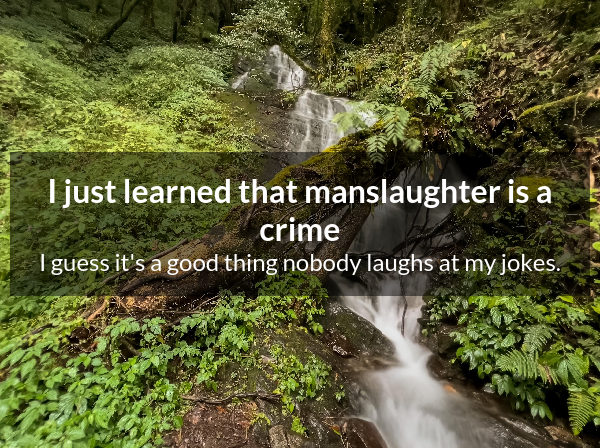 I just learned that manslaughter is a
crime
I guess it's a good thing nobody laughs at my jokes.